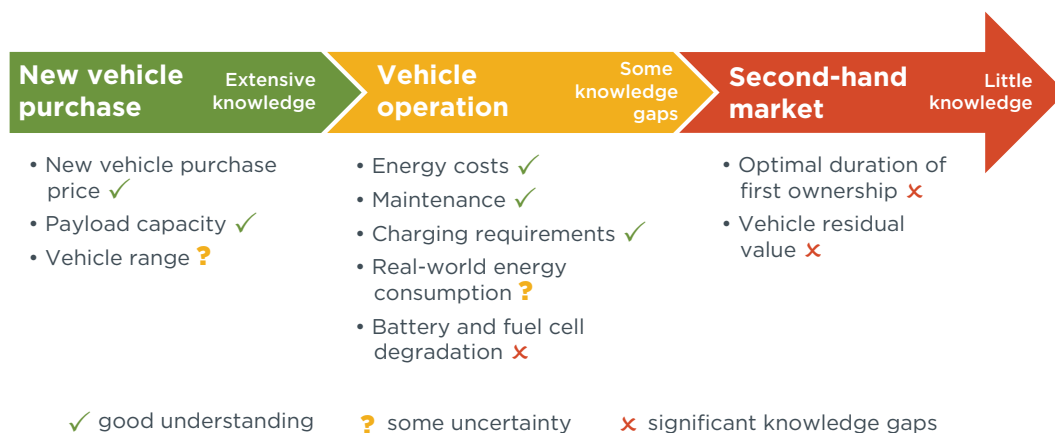 New vehicle purchase
Extensive knowledge
Vehicle operation
Some knowledge gaps
Second-hand market
Little knowledge
• New vehicle purchase
price ✓
• Payload capacity ✓
• Vehicle range ?
• Energy costs ✓
• Maintenance ✓
• Charging requirements ✓
• Real-world energy
consumption ?
• Battery and fuel cell
degradation ✗
• Optimal duration of
first ownership ✗
• Vehicle residual
value ✗
✓ good understanding
? some uncertainty
✗ significant knowledge gaps